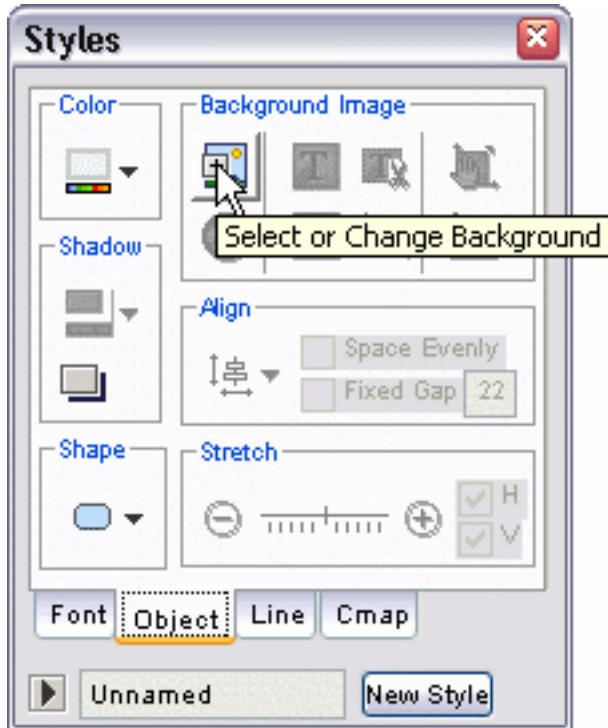 Styles
Color
Background Image
T T
Select or Change Background
Shadow
Align
Space Evenly
Fixed Gap 22
Shape
Stretch
H
V
Font Object Line Cmap
Unnamed New Style